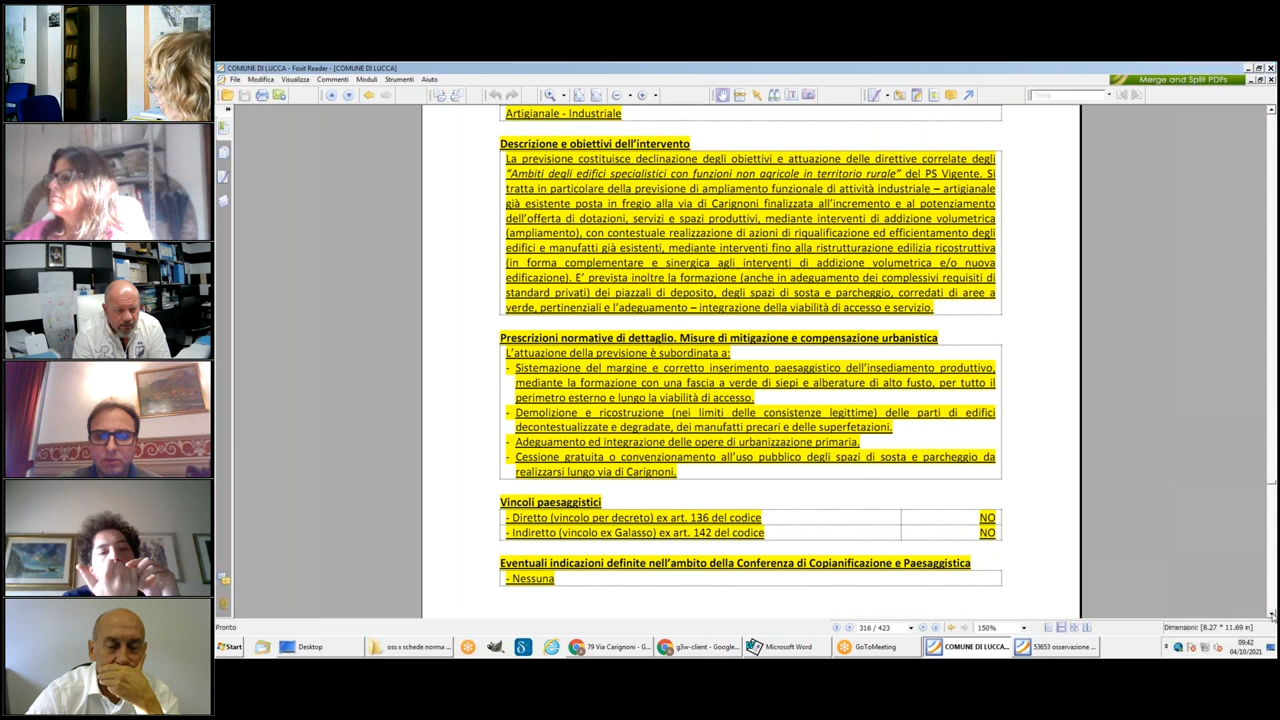 COMUNE DI LUCCA - Foxit Reader - [COMUNE DI LUCCA]
File Modifica Visualizza Commenti Moduli Strumenti Aiuto
Merge and Split PDFs
Trova
Artigianale - Industriale
Descrizione e obiettivi dell'intervento
La previsione costituisce declinazione degli obiettivi e attuazione delle direttive correlate degli
"Ambiti degli edifici specialistici con funzioni non agricole in territorio rurale" del PS Vigente. Si
tratta in particolare della previsione di ampliamento funzionale di attività industriale – artigianale
già esistente posta in fregio alla via di Carignoni finalizzata all'incremento e al potenziamento
dell'offerta di dotazioni, servizi e spazi produttivi, mediante interventi di addizione volumetrica
(ampliamento), con contestuale realizzazione di azioni di riqualificazione ed efficientamento degli
edifici e manufatti già esistenti, mediante interventi fino alla ristrutturazione edilizia ricostruttiva
(in forma complementare e sinergica agli interventi di addizione volumetrica e/o nuova
edificazione). E' prevista inoltre la formazione (anche in adeguamento dei complessivi requisiti di
standard privati) dei piazzali di deposito, degli spazi di sosta e parcheggio, corredati di aree a
verde, pertinenziali e l'adeguamento – integrazione della viabilità di accesso e servizio.
Prescrizioni normative di dettaglio. Misure di mitigazione e compensazione urbanistica
L'attuazione della previsione è subordinata a:
- Sistemazione del margine e corretto inserimento paesaggistico dell'insediamento produttivo,
mediante la formazione con una fascia a verde di siepi e alberature di alto fusto, per tutto il
perimetro esterno e lungo la viabilità di accesso.
- Demolizione e ricostruzione (nei limiti delle consistenze legittime) delle parti di edifici
decontestualizzate e degradate, dei manufatti precari e delle superfetazioni.
- Adeguamento ed integrazione delle opere di urbanizzazione primaria.
- Cessione gratuita o convenzionamento all'uso pubblico degli spazi di sosta e parcheggio da
realizzarsi lungo via di Carignoni.
Vincoli paesaggistici
- Diretto (vincolo per decreto) ex art. 136 del codice NO
- Indiretto (vincolo ex Galasso) ex art. 142 del codice NO
Eventuali indicazioni definite nell'ambito della Conferenza di Copianificazione e Paesaggistica
- Nessuna
Pronto 316 / 423 150% Dimensioni: [8.27 * 11.69 in]
Start Desktop oss x schede norma ... 79 Via Carignoni - G... g3w-client - Google... Microsoft Word GoToMeeting COMUNE DI LUCCA... 53653 osservazione ... 09:42
04/10/2021